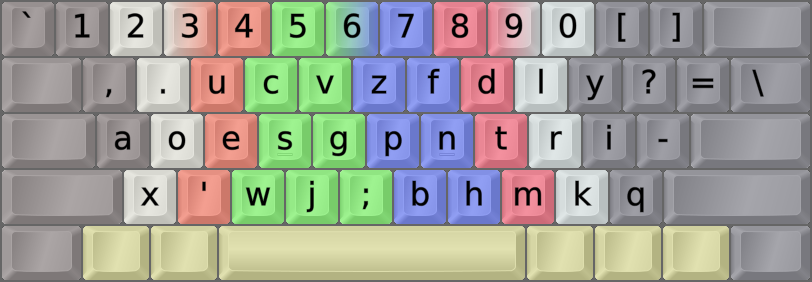 ` 1 2 3 4 5 6 7 8 9 0 [ ]
, . u c v z f d l y ? = \
a o e s g p n t r i -
x ' w j ; b h m k q